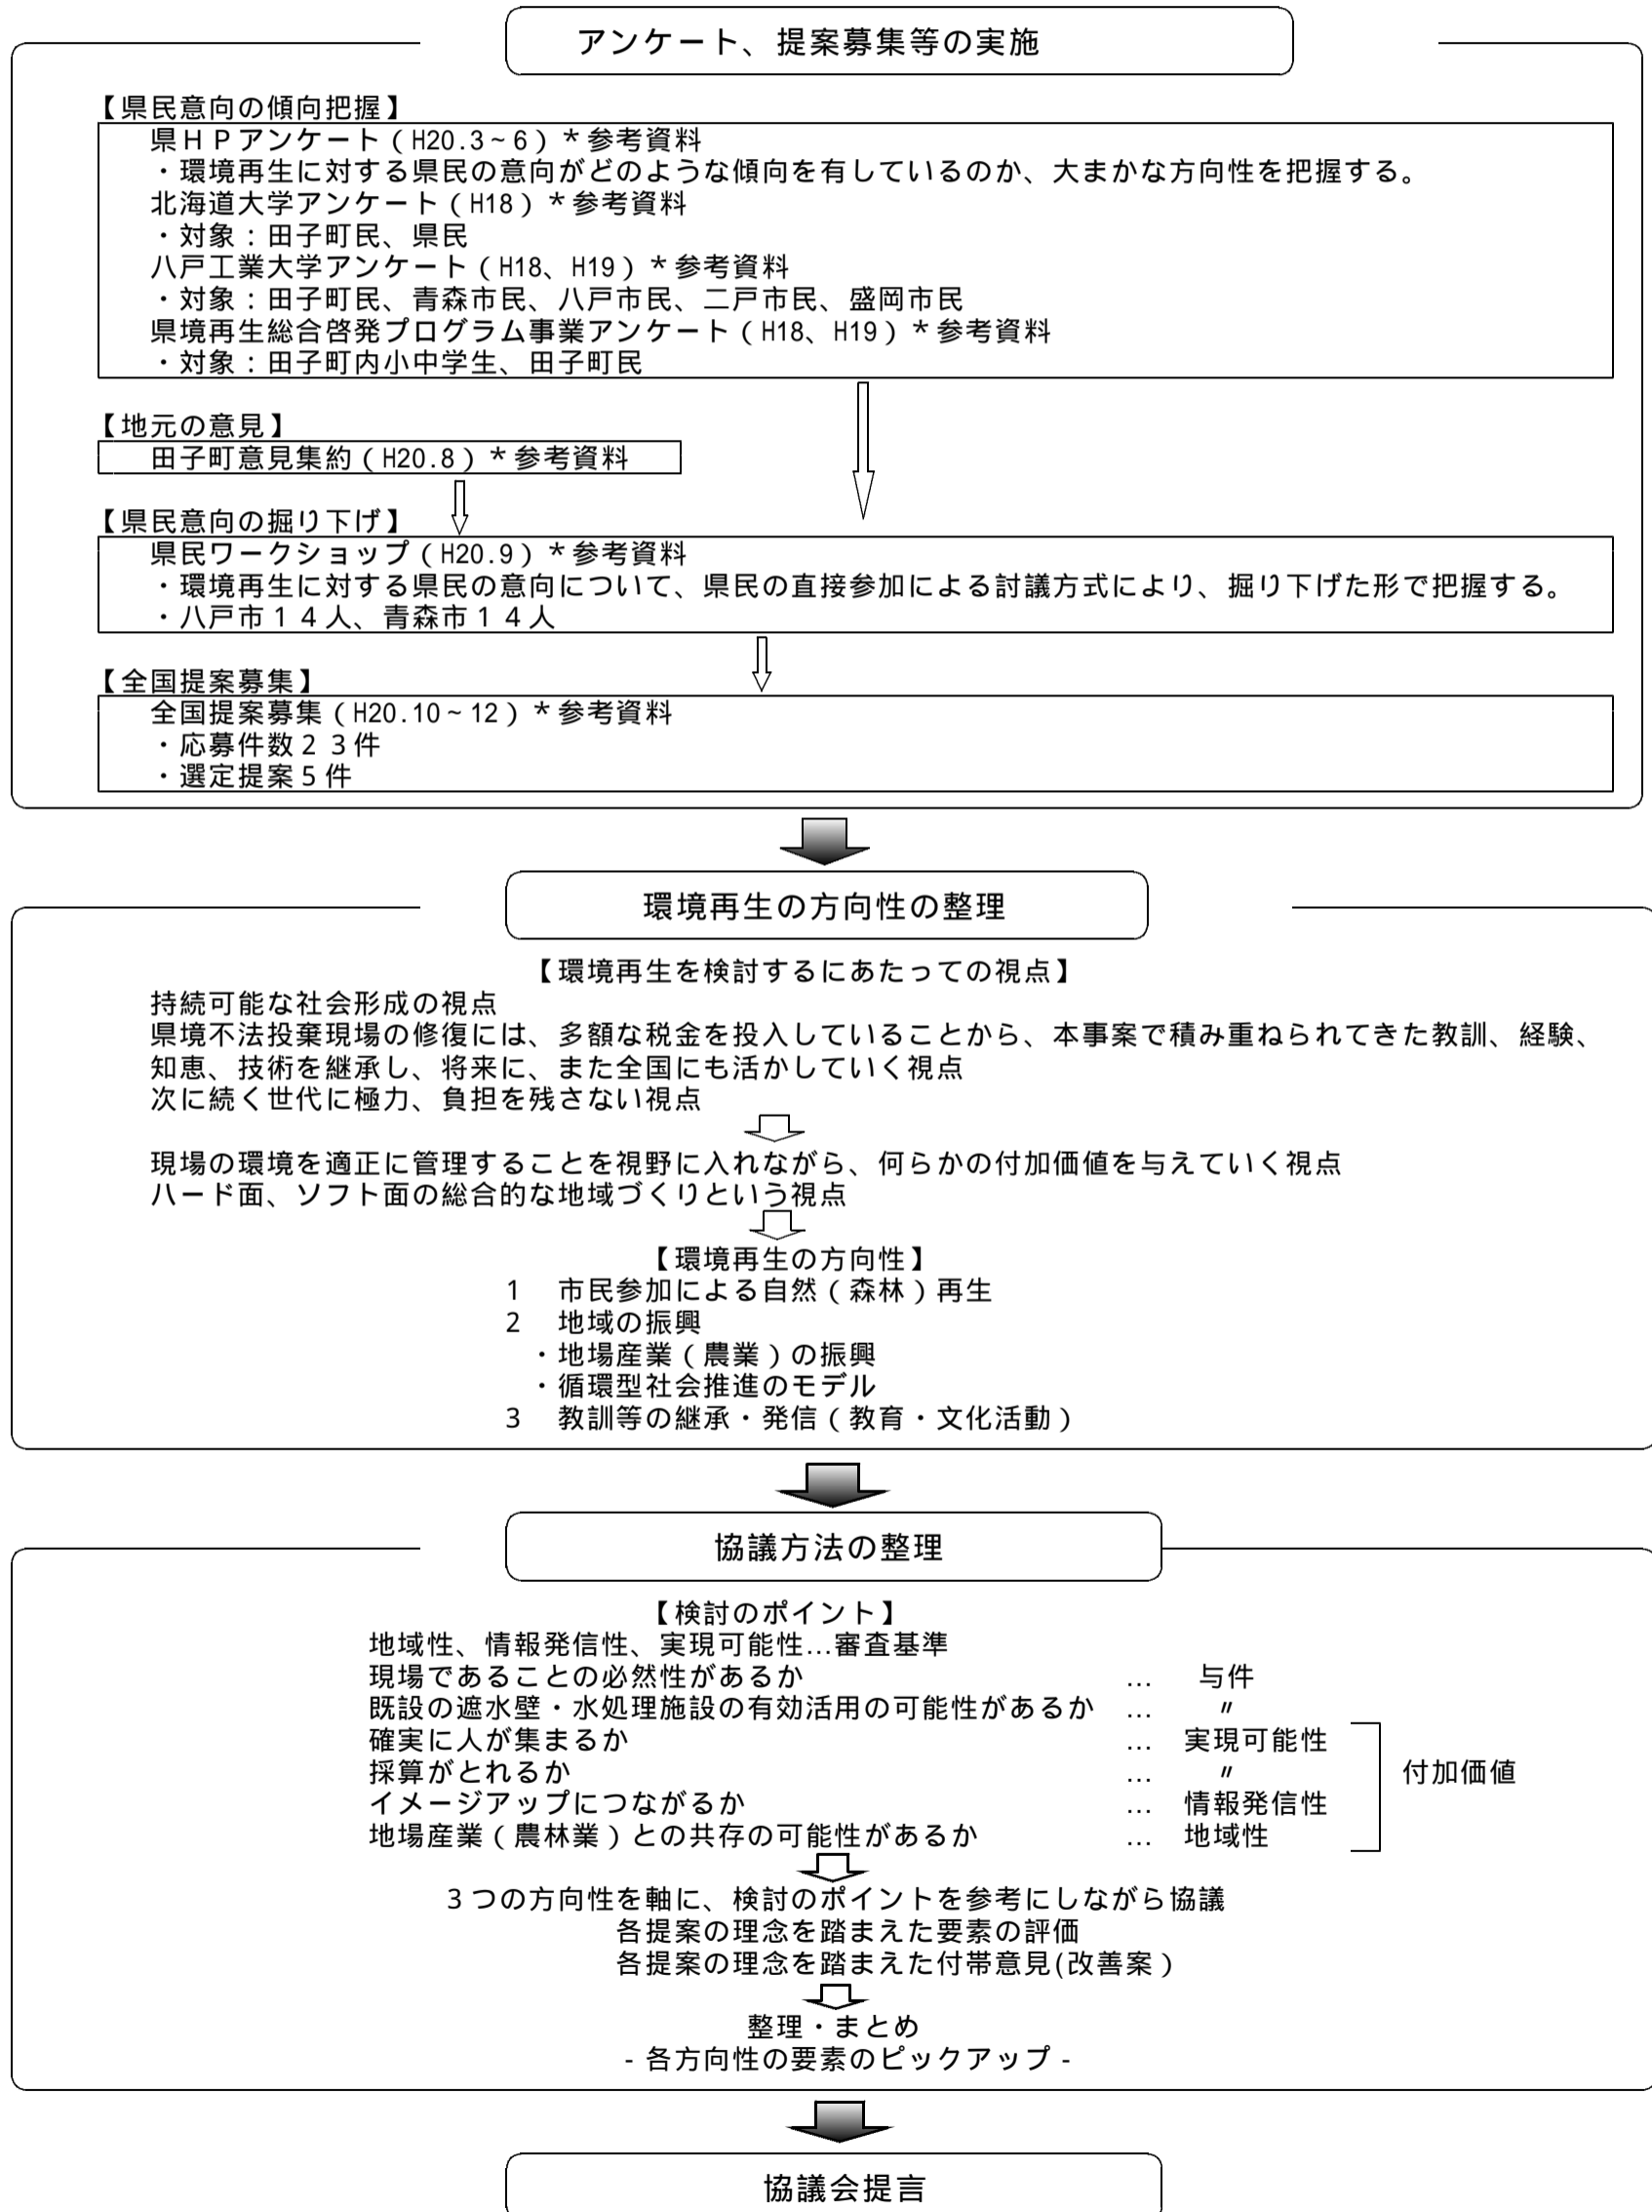 アンケート、提案募集等の実施
【県民意向の傾向把握】
県ＨＰアンケート（H20.3~6）*参考資料
・環境再生に対する県民の意向がどのような傾向を有しているのか、大まかな方向性を把握する。
北海道大学アンケート（H18）*参考資料
・対象：田子町民、県民
八戸工業大学アンケート（H18、H19）*参考資料
・対象：田子町民、青森市民、八戸市民、二戸市民、盛岡市民
県境再生総合啓発プログラム事業アンケート（H18、H19）*参考資料
・対象：田子町内小中学生、田子町民
【地元の意見】
田子町意見集約（H20.8）*参考資料
【県民意向の掘り下げ】
県民ワークショップ（H20.9）*参考資料
・環境再生に対する県民の意向について、県民の直接参加による討議方式により、掘り下げた形で把握する。
・八戸市１４人、青森市１４人
【全国提案募集】
全国提案募集（H20.10~12）*参考資料
・応募件数２３件
・選定提案５件
環境再生の方向性の整理
【環境再生を検討するにあたっての視点】
持続可能な社会形成の視点
県境不法投棄現場の修復には、多額な税金を投入していることから、本事案で積み重ねられてきた教訓、経験、
知恵、技術を継承し、将来に、また全国にも活かしていく視点
次に続く世代に極力、負担を残さない視点
現場の環境を適正に管理することを視野に入れながら、何らかの付加価値を与えていく視点
ハード面、ソフト面の総合的な地域づくりという視点
【環境再生の方向性】
1　市民参加による自然（森林）再生
2　地域の振興
・地場産業（農業）の振興
・循環型社会推進のモデル
3　教訓等の継承・発信（教育・文化活動）
協議方法の整理
【検討のポイント】
地域性、情報発信性、実現可能性…審査基準
現場であることの必然性があるか　…　与件
既設の遮水壁・水処理施設の有効活用の可能性があるか　…　〃
確実に人が集まるか　…　実現可能性
採算がとれるか　…　〃　付加価値
イメージアップにつながるか　…　情報発信性
地場産業（農林業）との共存の可能性があるか　…　地域性
３つの方向性を軸に、検討のポイントを参考にしながら協議
各提案の理念を踏まえた要素の評価
各提案の理念を踏まえた付帯意見(改善案）
整理・まとめ
- 各方向性の要素のピックアップ -
協議会提言